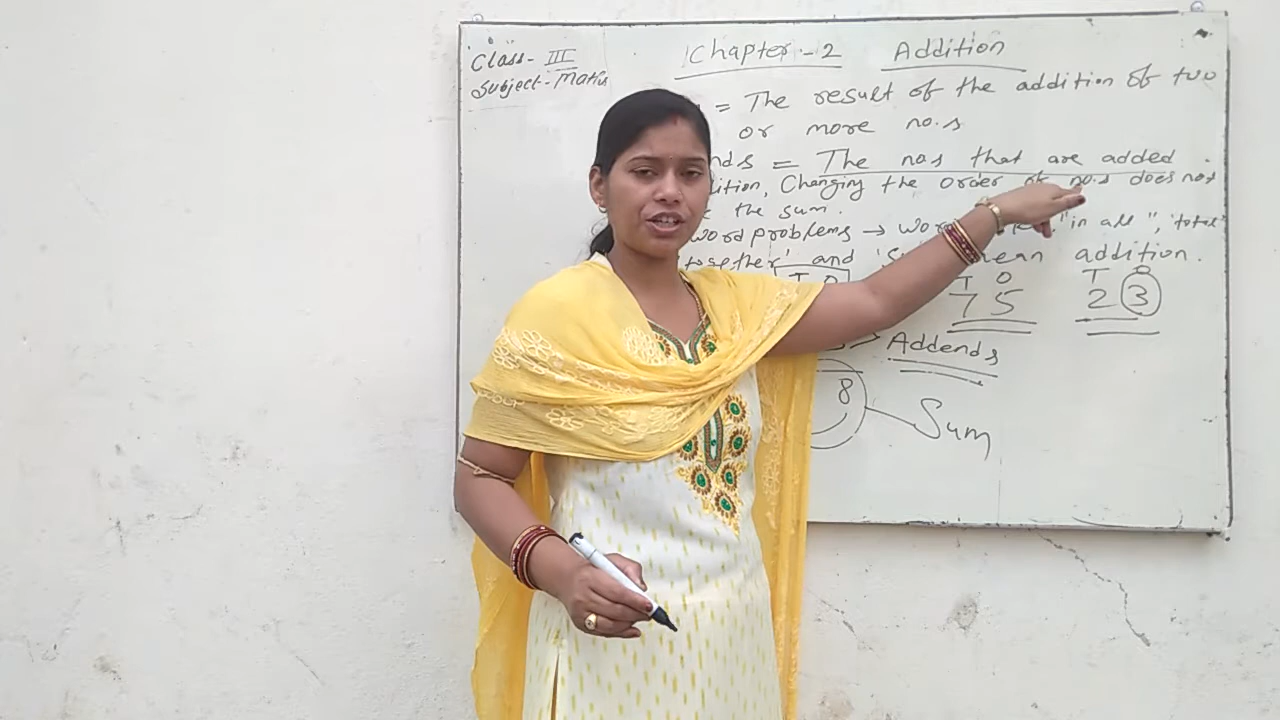 Class- III
Subject- Maths
Chapter - 2 Addition
= The result of the addition of two
or more no.s
nds = The nos that are added
ition, Changing the order of no.s does not
the sum.
word problems → wor "in all", 'total'
together' and mean addition.
T O
T O
7 5
T O
2 3
Addends
8
Sum